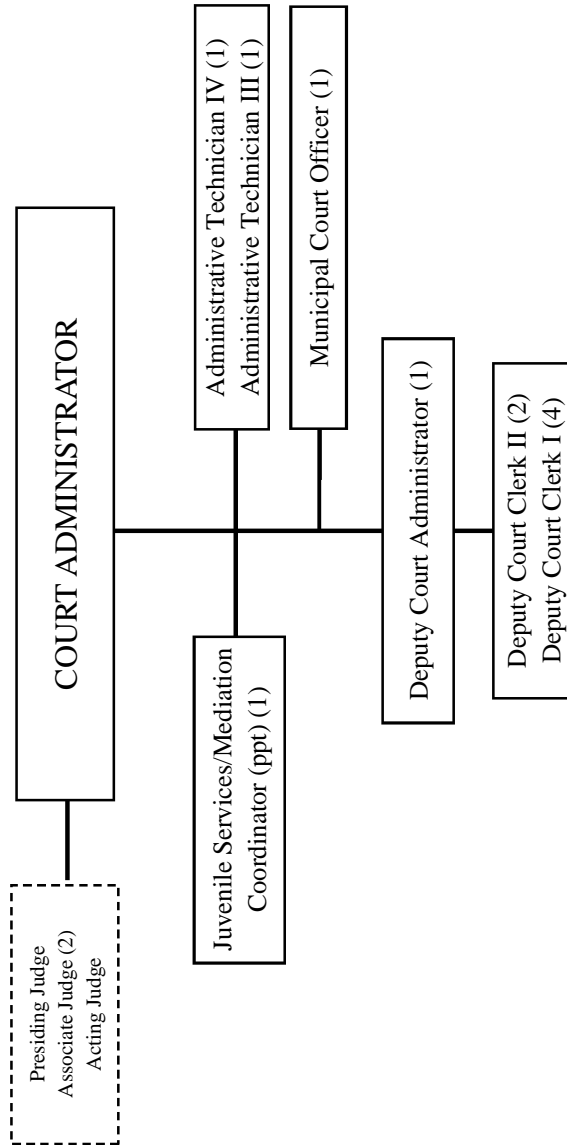 Presiding Judge
Associate Judge (2)
Acting Judge
COURT ADMINISTRATOR
Juvenile Services/Mediation
Coordinator (ppt) (1)
Administrative Technician IV (1)
Administrative Technician III (1)
Municipal Court Officer (1)
Deputy Court Administrator (1)
Deputy Court Clerk II (2)
Deputy Court Clerk I (4)